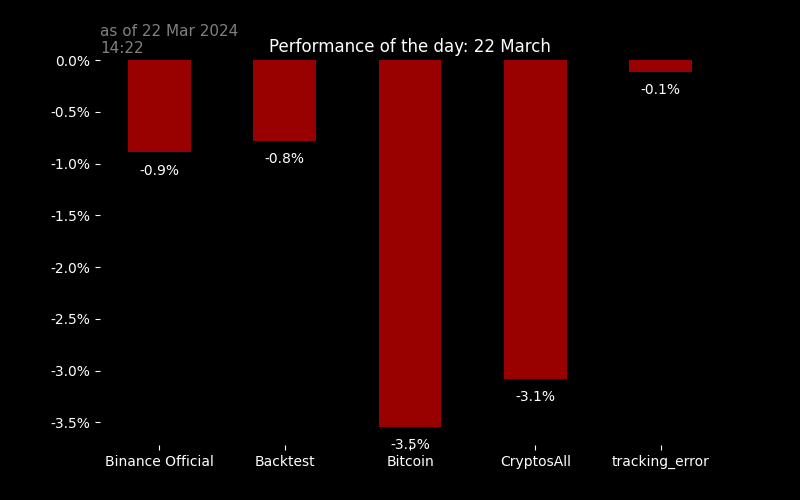 as of 22 Mar 2024
14:22
Performance of the day: 22 March
0.0%
-0.5%
-1.0%
-1.5%
-2.0%
-2.5%
-3.0%
-3.5%
-0.9%
-0.8%
-3.5%
-3.1%
-0.1%
Binance Official
Backtest
Bitcoin
CryptosAll
tracking_error